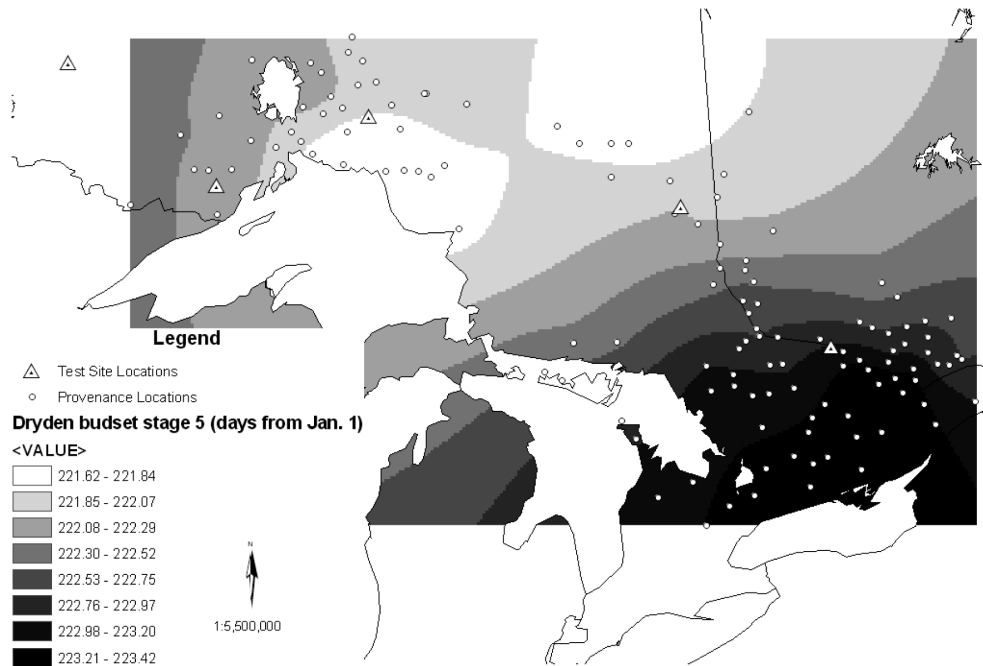 Legend
Test Site Locations
Provenance Locations
Dryden budset stage 5 (days from Jan. 1)
<VALUE>
221.62 - 221.84
221.85 - 222.07
222.08 - 222.29
222.30 - 222.52
222.53 - 222.75
222.76 - 222.97
222.98 - 223.20
223.21 - 223.42
N
1:5,500,000